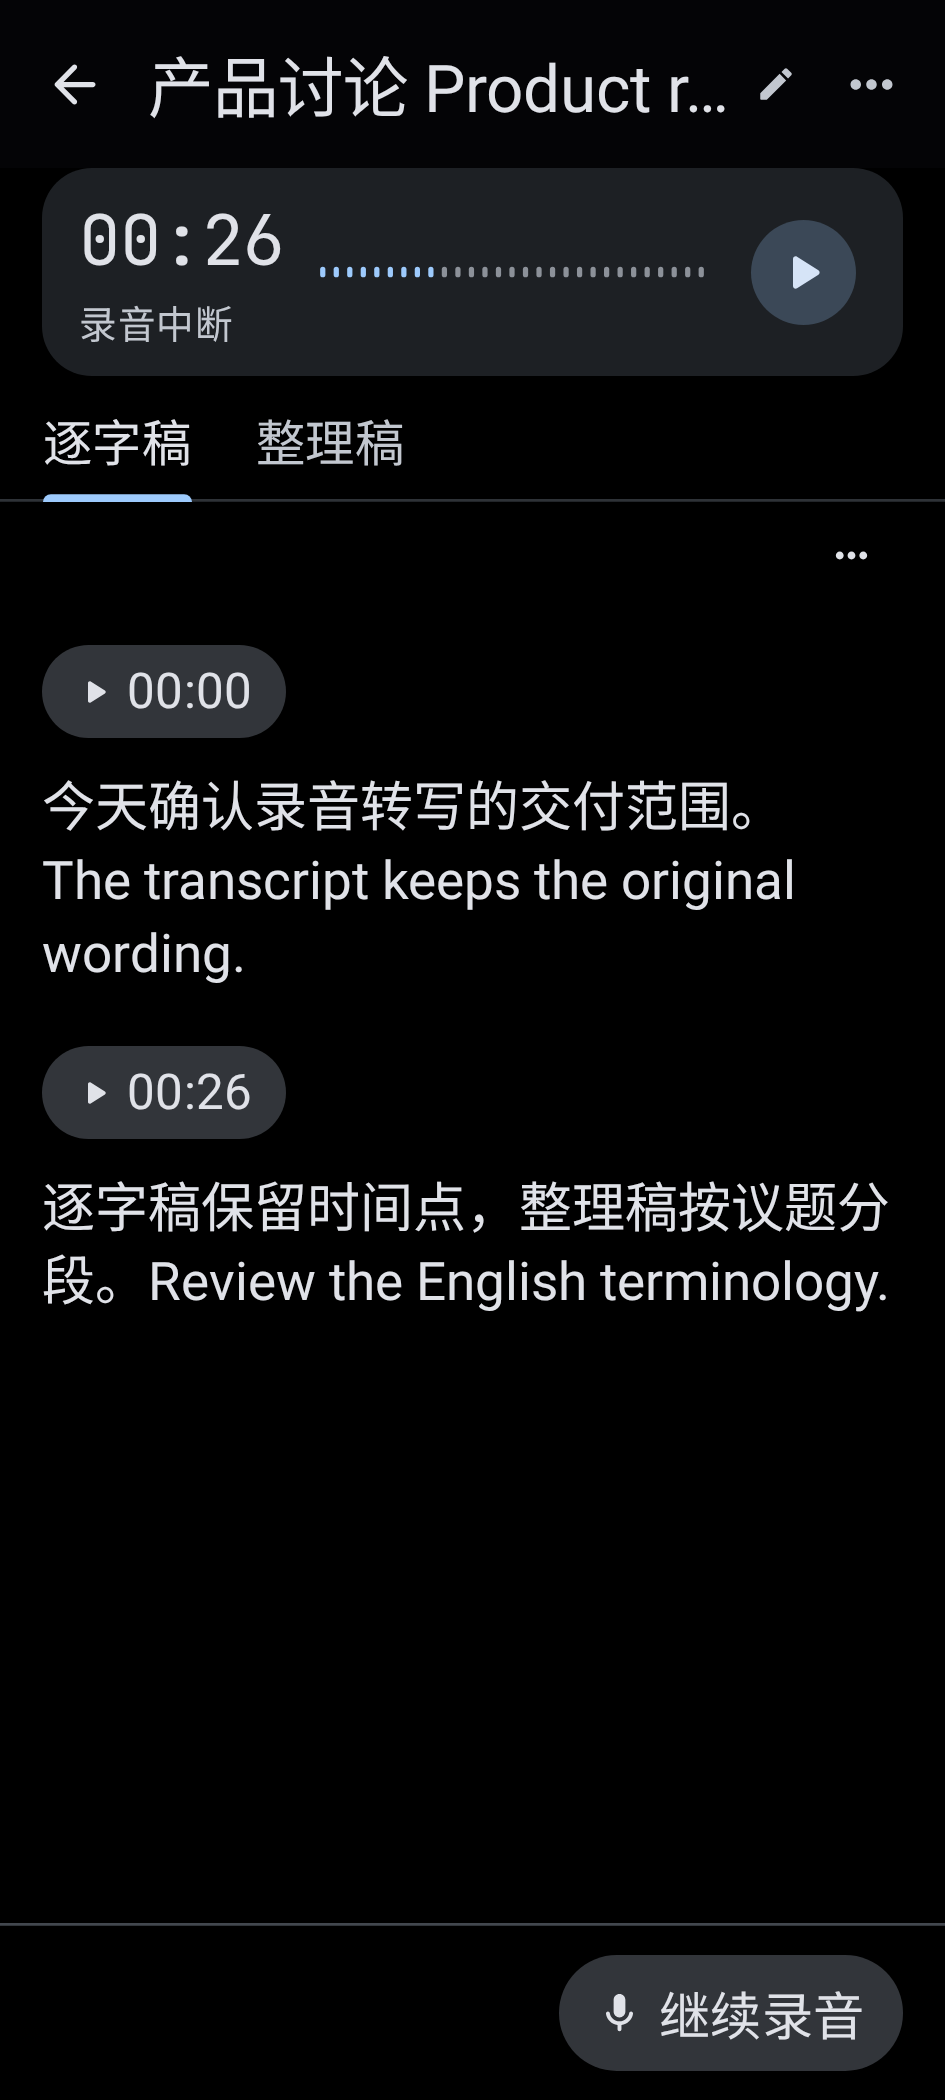 产品讨论 Product r...
00:26
录音中断
逐字稿 整理稿
00:00
今天确认录音转写的交付范围。
The transcript keeps the original
wording.
00:26
逐字稿保留时间点，整理稿按议题分
段。Review the English terminology.
继续录音